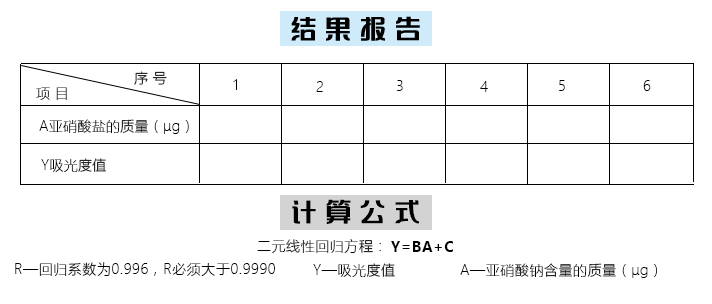 结果报告
序号 1 2 3 4 5 6
项目
A亚硝酸盐的质量（μg）
Y吸光度值
计算公式
二元线性回归方程：Y=BA+C
R—回归系数为0.996，R必须大于0.9990 Y—吸光度值 A—亚硝酸钠含量的质量（μg）